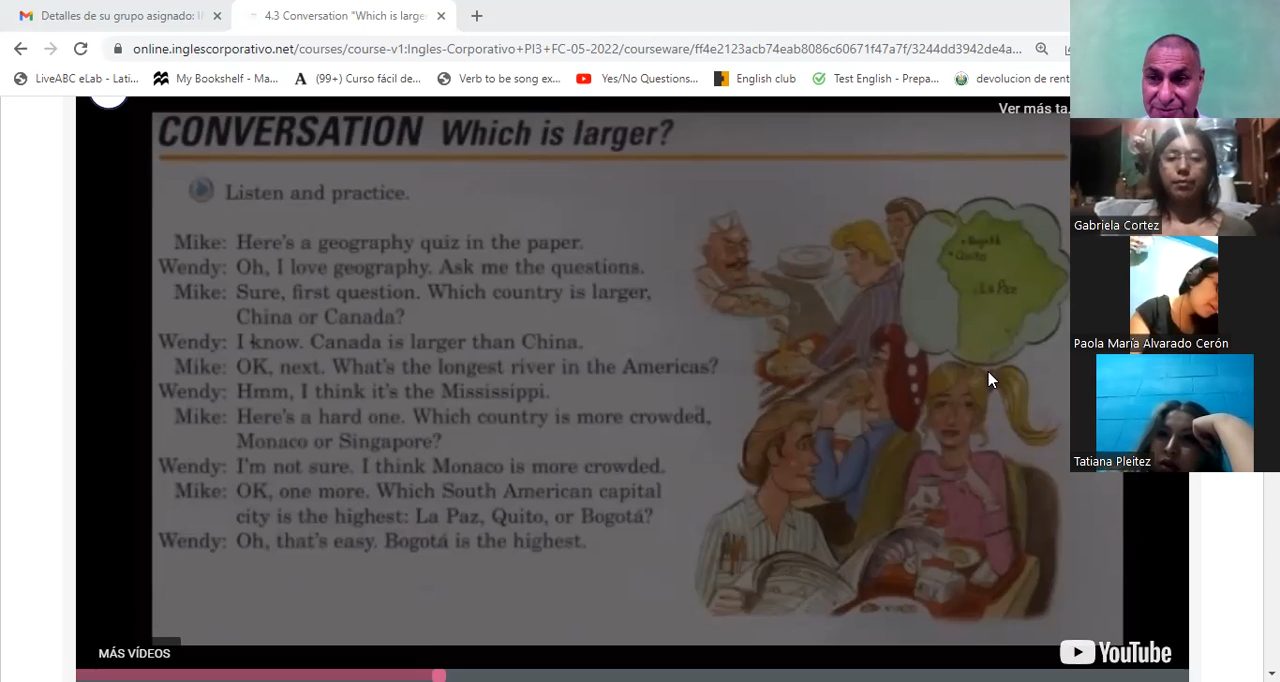 Detalles de su grupo asignado: I
4.3 Conversation "Which is large
online.inglescorporativo.net/courses/course-v1:Ingles-Corporativo+PI3+FC-05-2022/courseware/ff4e2123acb74eab8086c60671f47a7f/3244dd3942de4a...
LiveABC eLab - Lati...
My Bookshelf - Ma...
(99+) Curso fácil de...
Verb to be song ex...
Yes/No Questions...
English club
Test English - Prepa...
devolucion de rent
Ver más ta
CONVERSATION Which is larger?
Listen and practice.
Mike: Here's a geography quiz in the paper.
Wendy: Oh, I love geography. Ask me the questions.
Mike: Sure, first question. Which country is larger,
China or Canada?
Wendy: I know. Canada is larger than China.
Mike: OK, next. What's the longest river in the Americas?
Wendy: Hmm, I think it's the Mississippi.
Mike: Here's a hard one. Which country is more crowded,
Monaco or Singapore?
Wendy: I'm not sure. I think Monaco is more crowded.
Mike: OK, one more. Which South American capital
city is the highest: La Paz, Quito, or Bogotá?
Wendy: Oh, that's easy. Bogotá is the highest.
Bogotá
Quito
La Paz
Gabriela Cortez
Paola María Alvarado Cerón
Tatiana Pleitez
MÁS VÍDEOS
YouTube